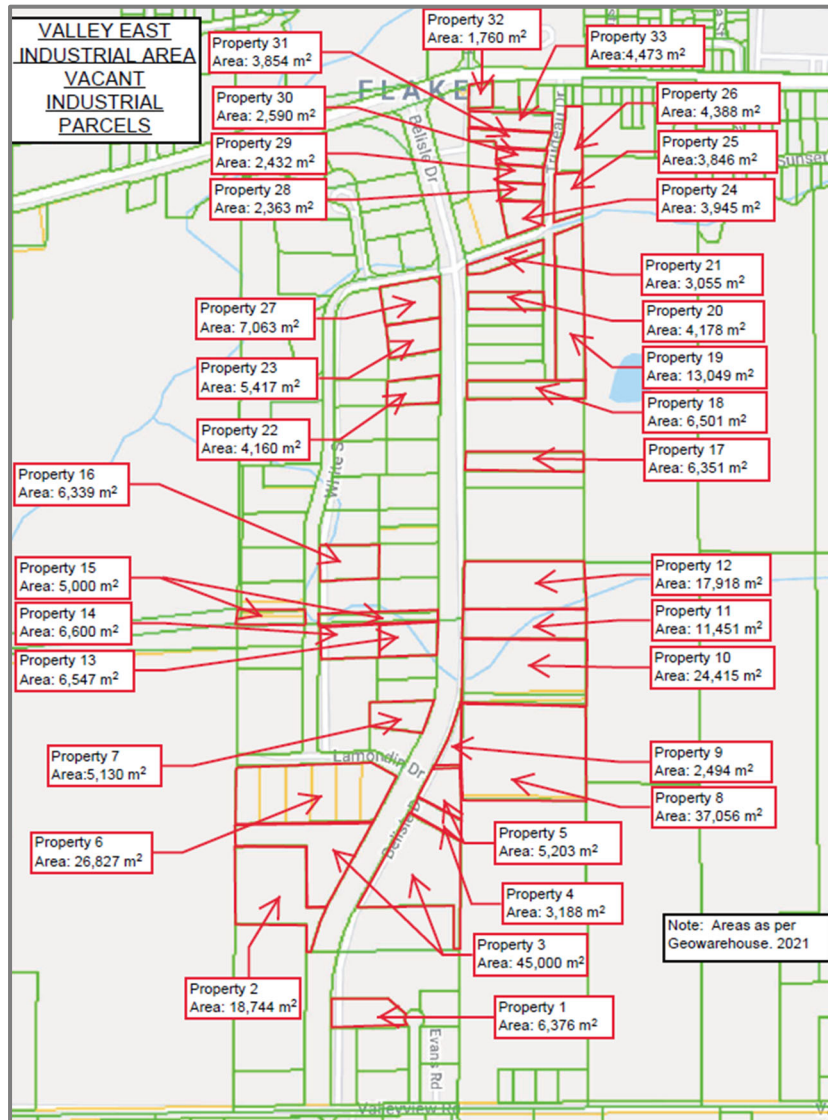 VALLEY EAST
INDUSTRIAL AREA
VACANT
INDUSTRIAL
PARCELS
Property 32
Area: 1,760 m²
Property 31
Area: 3,854 m²
Property 33
Area:4,473 m²
FLAKE
Property 30
Area: 2,590 m²
Property 26
Area: 4,388 m²
Belisle Dr
Trudeau Dr
Property 29
Area: 2,432 m²
Property 25
Area:3,846 m²
Sunset
Property 28
Area: 2,363 m²
Property 24
Area: 3,945 m²
Property 21
Area: 3,055 m²
Property 27
Area: 7,063 m²
Property 20
Area: 4,178 m²
Property 23
Area: 5,417 m²
Property 19
Area: 13,049 m²
Property 18
Area: 6,501 m²
Property 22
Area: 4,160 m²
Property 17
Area: 6,351 m²
White S
Property 16
Area: 6,339 m²
Property 15
Area: 5,000 m²
Property 12
Area: 17,918 m²
Property 14
Area: 6,600 m²
Property 11
Area: 11,451 m²
Property 13
Area: 6,547 m²
Property 10
Area: 24,415 m²
Property 7
Area:5,130 m²
Lamondin Dr
Property 9
Area: 2,494 m²
Property 8
Area: 37,056 m²
Belisle D
Property 6
Area: 26,827 m²
Property 5
Area: 5,203 m²
Property 4
Area: 3,188 m²
Note: Areas as per
Geowarehouse. 2021
Property 3
Area: 45,000 m²
Property 2
Area: 18,744 m²
Property 1
Area: 6,376 m²
Evans Rd
Valleyview Rd